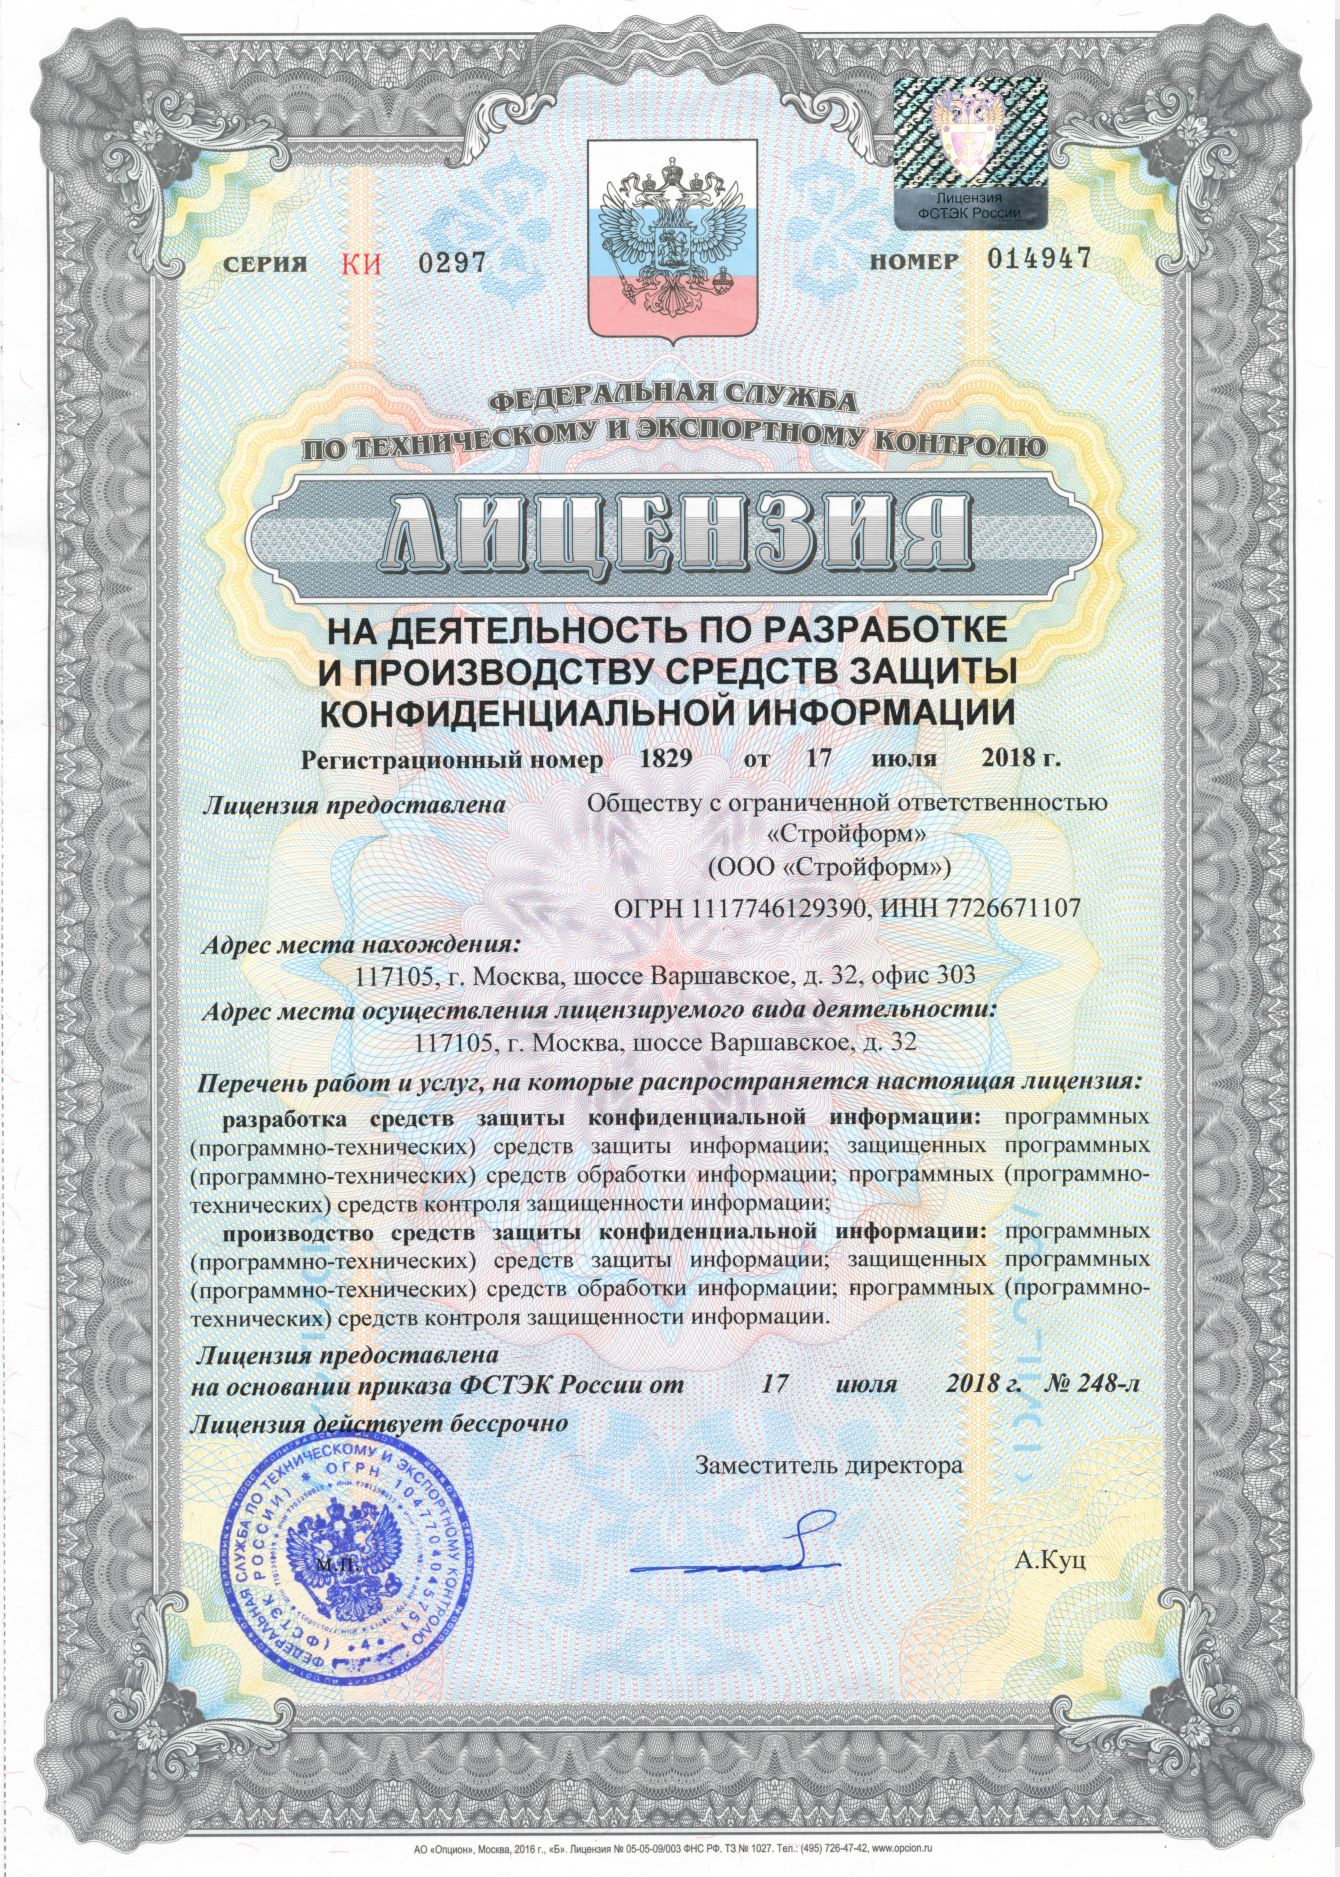 Лицензия
ФСТЭК России
СЕРИЯ КИ 0297
НОМЕР 014947
ФЕДЕРАЛЬНАЯ СЛУЖБА
ПО ТЕХНИЧЕСКОМУ И ЭКСПОРТНОМУ КОНТРОЛЮ
ЛИЦЕНЗИЯ
НА ДЕЯТЕЛЬНОСТЬ ПО РАЗРАБОТКЕ
И ПРОИЗВОДСТВУ СРЕДСТВ ЗАЩИТЫ
КОНФИДЕНЦИАЛЬНОЙ ИНФОРМАЦИИ
Регистрационный номер 1829 от 17 июля 2018 г.
Лицензия предоставлена Обществу с ограниченной ответственностью
«Стройформ»
(ООО «Стройформ»)
ОГРН 1117746129390, ИНН 7726671107
Адрес места нахождения:
117105, г. Москва, шоссе Варшавское, д. 32, офис 303
Адрес места осуществления лицензируемого вида деятельности:
117105, г. Москва, шоссе Варшавское, д. 32
Перечень работ и услуг, на которые распространяется настоящая лицензия:
разработка средств защиты конфиденциальной информации: программных
(программно-технических) средств защиты информации; защищенных программных
(программно-технических) средств обработки информации; программных (программно-
технических) средств контроля защищенности информации;
производство средств защиты конфиденциальной информации: программных
(программно-технических) средств защиты информации; защищенных программных
(программно-технических) средств обработки информации; программных (программно-
технических) средств контроля защищенности информации.
Лицензия предоставлена
на основании приказа ФСТЭК России от 17 июля 2018 г. № 248-л
Лицензия действует бессрочно
Заместитель директора
А.Куц
М.П.
ФЕДЕРАЛЬНАЯ СЛУЖБА ПО ТЕХНИЧЕСКОМУ И ЭКСПОРТНОМУ КОНТРОЛЮ
(ФСТЭК РОССИИ) * ОГРН 1047704045751
*4*
АО «Опцион», Москва, 2016 г., «Б». Лицензия № 05-05-09/003 ФНС РФ. ТЗ № 1027. Тел.: (495) 726-47-42, www.opcion.ru